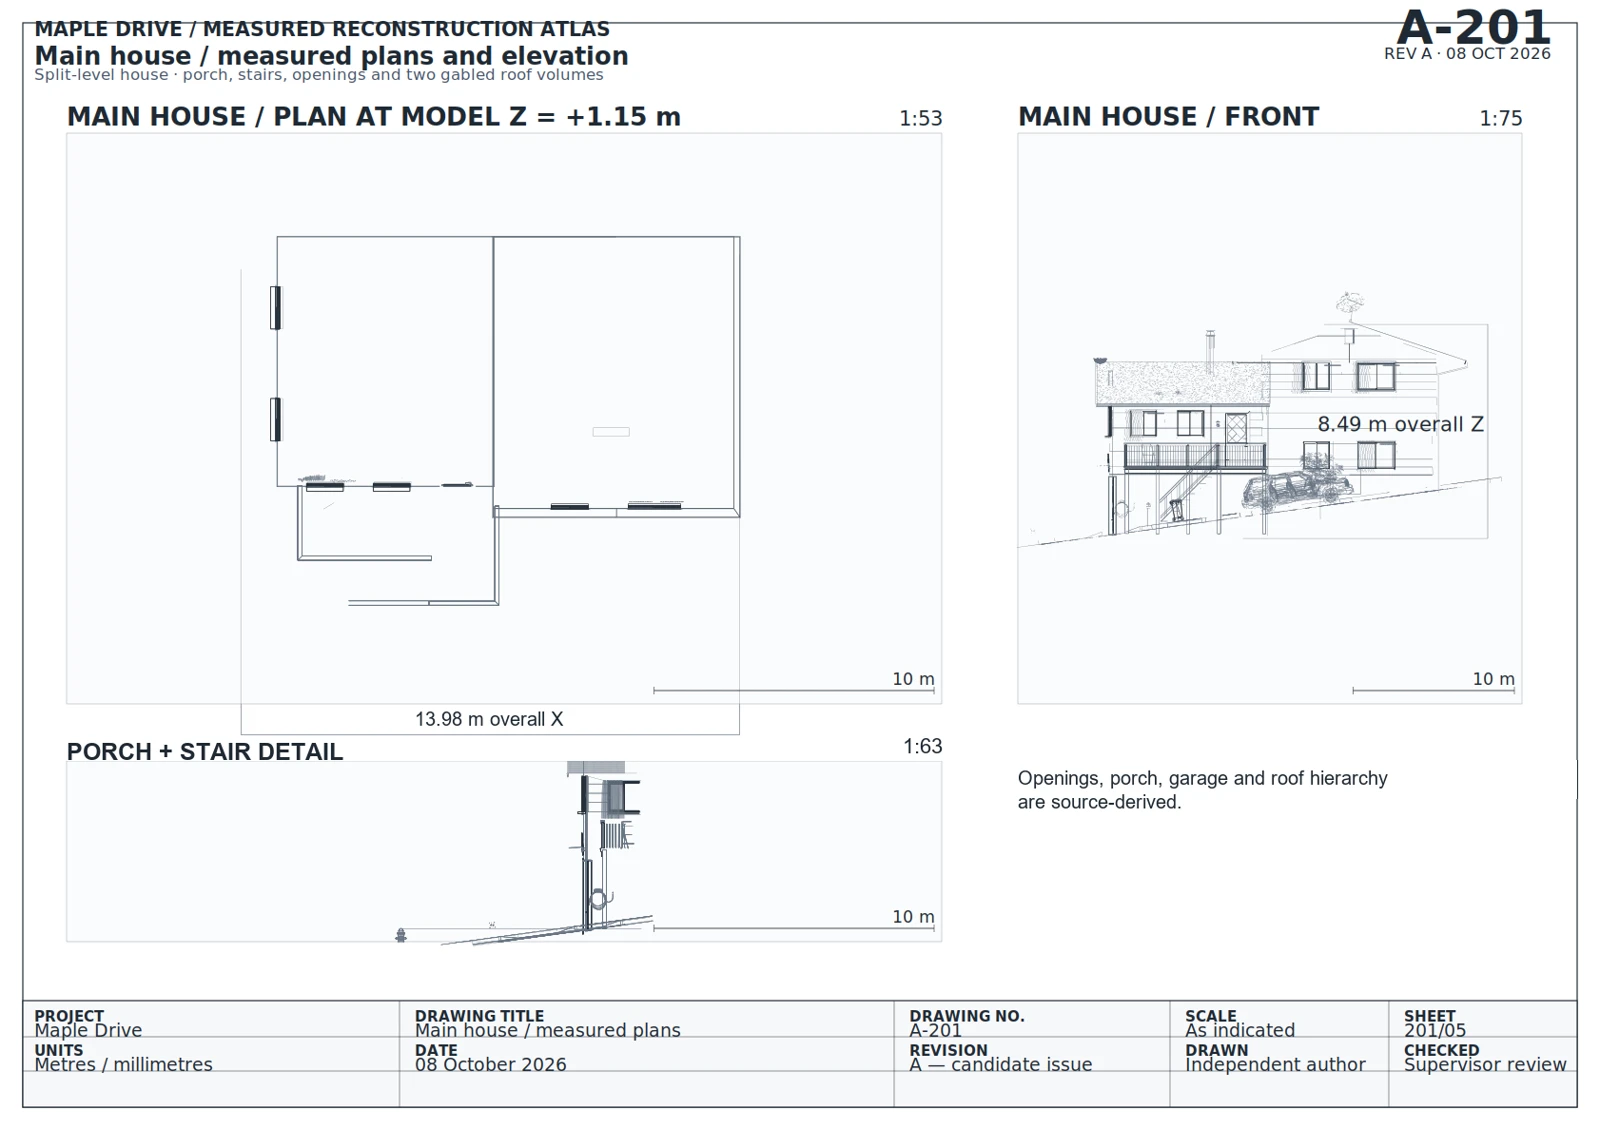 MAPLE DRIVE / MEASURED RECONSTRUCTION ATLAS
Main house / measured plans and elevation
Split-level house · porch, stairs, openings and two gabled roof volumes
A-201
REV A · 08 OCT 2026
MAIN HOUSE / PLAN AT MODEL Z = +1.15 m
1:53
MAIN HOUSE / FRONT
1:75
8.49 m overall Z
10 m
10 m
13.98 m overall X
PORCH + STAIR DETAIL
1:63
Openings, porch, garage and roof hierarchy
are source-derived.
10 m
PROJECT
Maple Drive
DRAWING TITLE
Main house / measured plans
DRAWING NO.
A-201
SCALE
As indicated
SHEET
201/05
UNITS
Metres / millimetres
DATE
08 October 2026
REVISION
A — candidate issue
DRAWN
Independent author
CHECKED
Supervisor review